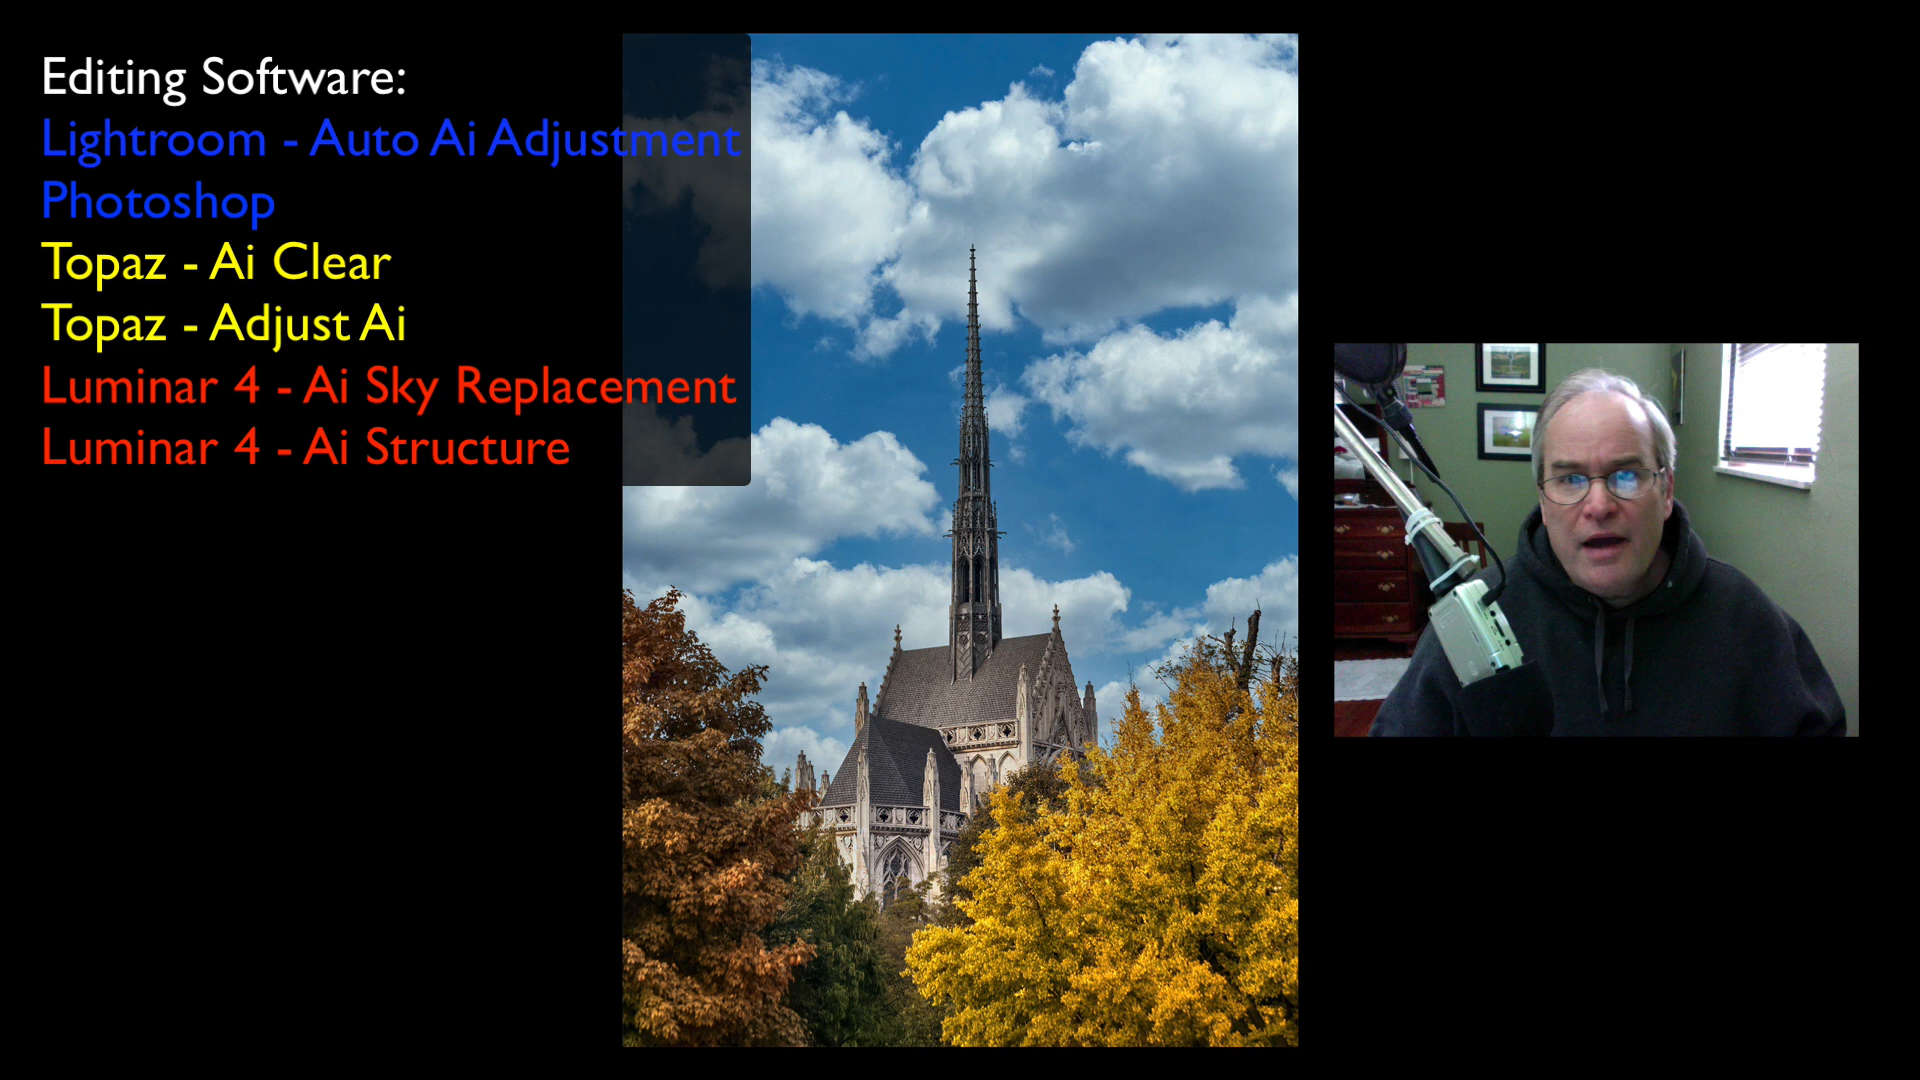 Editing Software:
Lightroom - Auto Ai Adjustment
Photoshop
Topaz - Ai Clear
Topaz - Adjust Ai
Luminar 4 - Ai Sky Replacement
Luminar 4 - Ai Structure